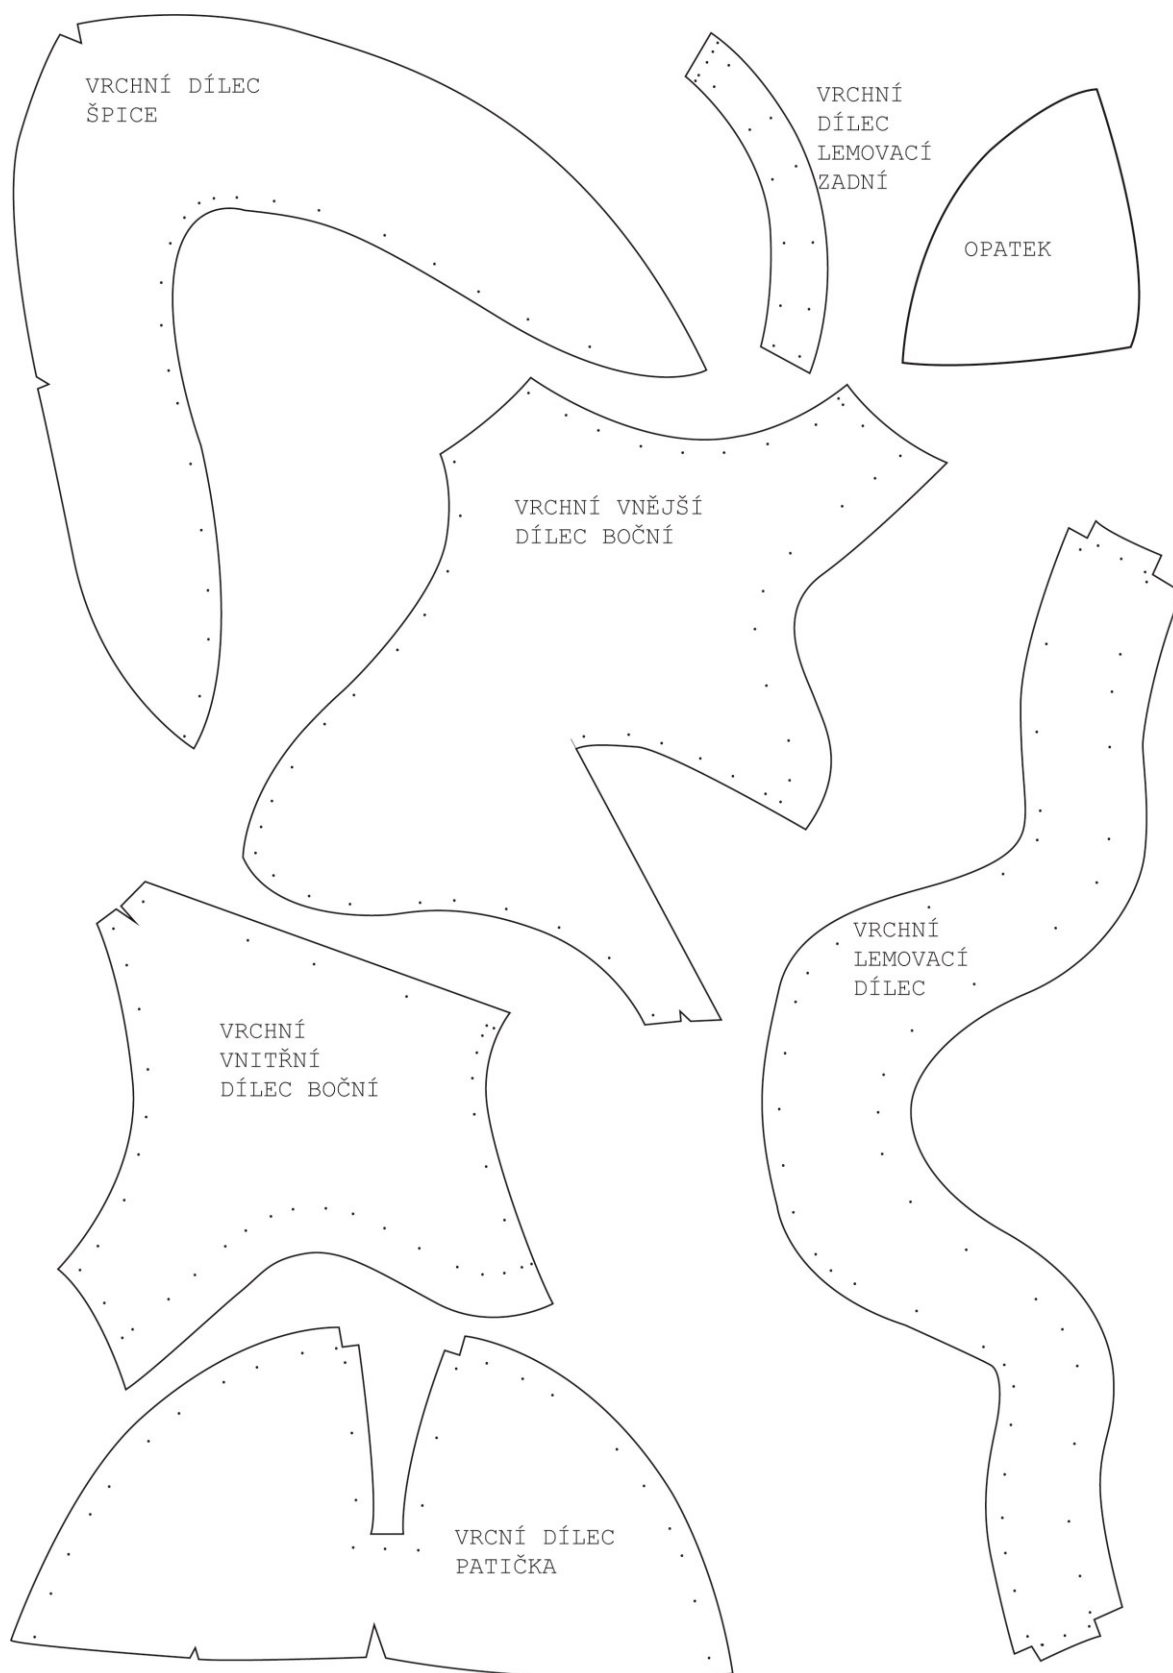 VRCHNÍ DÍLEC
ŠPICE
VRCHNÍ
DÍLEC
LEMOVACÍ
ZADNÍ
OPATEK
VRCHNÍ VNĚJŠÍ
DÍLEC BOČNÍ
VRCHNÍ
LEMOVACÍ
DÍLEC
VRCHNÍ
VNITŘNÍ
DÍLEC BOČNÍ
VRCNÍ DÍLEC
PATIČKA